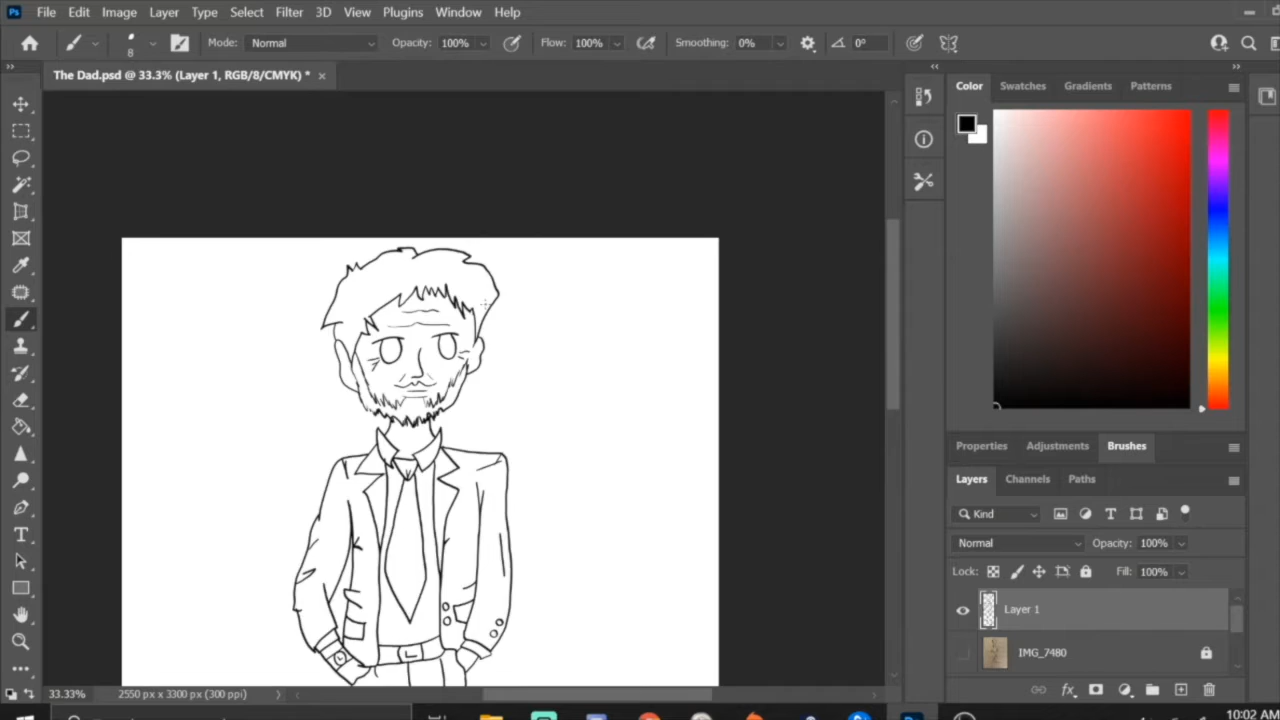 Ps File Edit Image Layer Type Select Filter 3D View Plugins Window Help
8 Mode: Normal Opacity: 100% Flow: 100% Smoothing: 0% 0°
The Dad.psd @ 33.3% (Layer 1, RGB/8/CMYK) *
Color Swatches Gradients Patterns
Properties Adjustments Brushes
Layers Channels Paths
Kind
Normal Opacity: 100%
Lock: Fill: 100%
Layer 1
IMG_7480
33.33% 2550 px x 3300 px (300 ppi)
10:02 AM